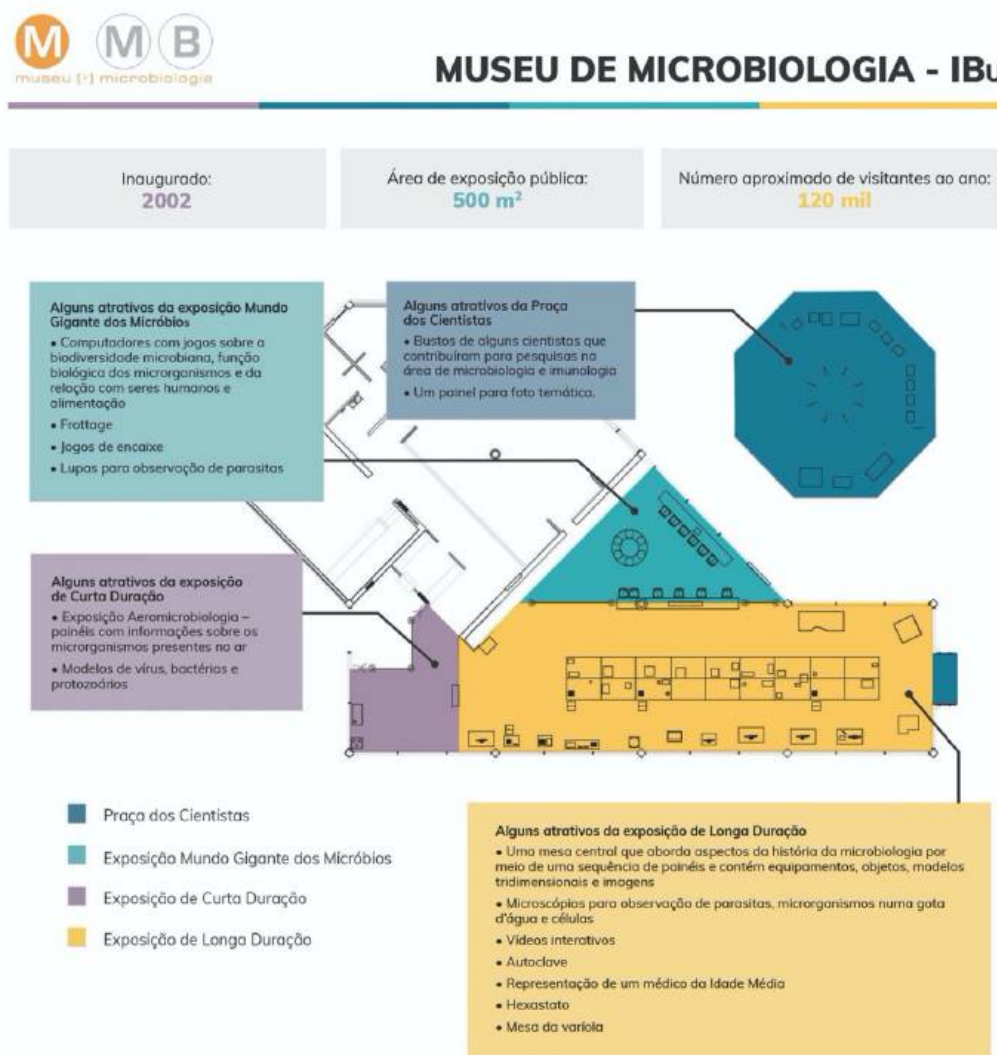 M M B
museu [+] microbiologia
MUSEU DE MICROBIOLOGIA - IBu
Inaugurado:
2002
Área de exposição pública:
500 m²
Número aproximado de visitantes ao ano:
120 mil
Alguns atrativos da exposição Mundo
Gigante dos Micróbios
• Computadores com jogos sobre a
biodiversidade microbiana, função
biológica dos microrganismos e da
relação com seres humanos e
alimentação
• Frottage
• Jogos de encaixe
• Lupas para observação de parasitas
Alguns atrativos da Praça
dos Cientistas
• Bustos de alguns cientistas que
contribuíram para pesquisas na
área de microbiologia e imunologia
• Um painel para foto temática.
Alguns atrativos da exposição
de Curta Duração
• Exposição Aeromicrobiologia –
painéis com informações sobre os
microrganismos presentes no ar
• Modelos de vírus, bactérias e
protozoários
Praça dos Cientistas
Exposição Mundo Gigante dos Micróbios
Exposição de Curta Duração
Exposição de Longa Duração
Alguns atrativos da exposição de Longa Duração
• Uma mesa central que aborda aspectos da história da microbiologia por
meio de uma sequência de painéis e contém equipamentos, objetos, modelos
tridimensionais e imagens
• Microscópios para observação de parasitas, microrganismos numa gota
d'água e células
• Vídeos interativos
• Autoclave
• Representação de um médico da Idade Média
• Hexastato
• Mesa da varíola